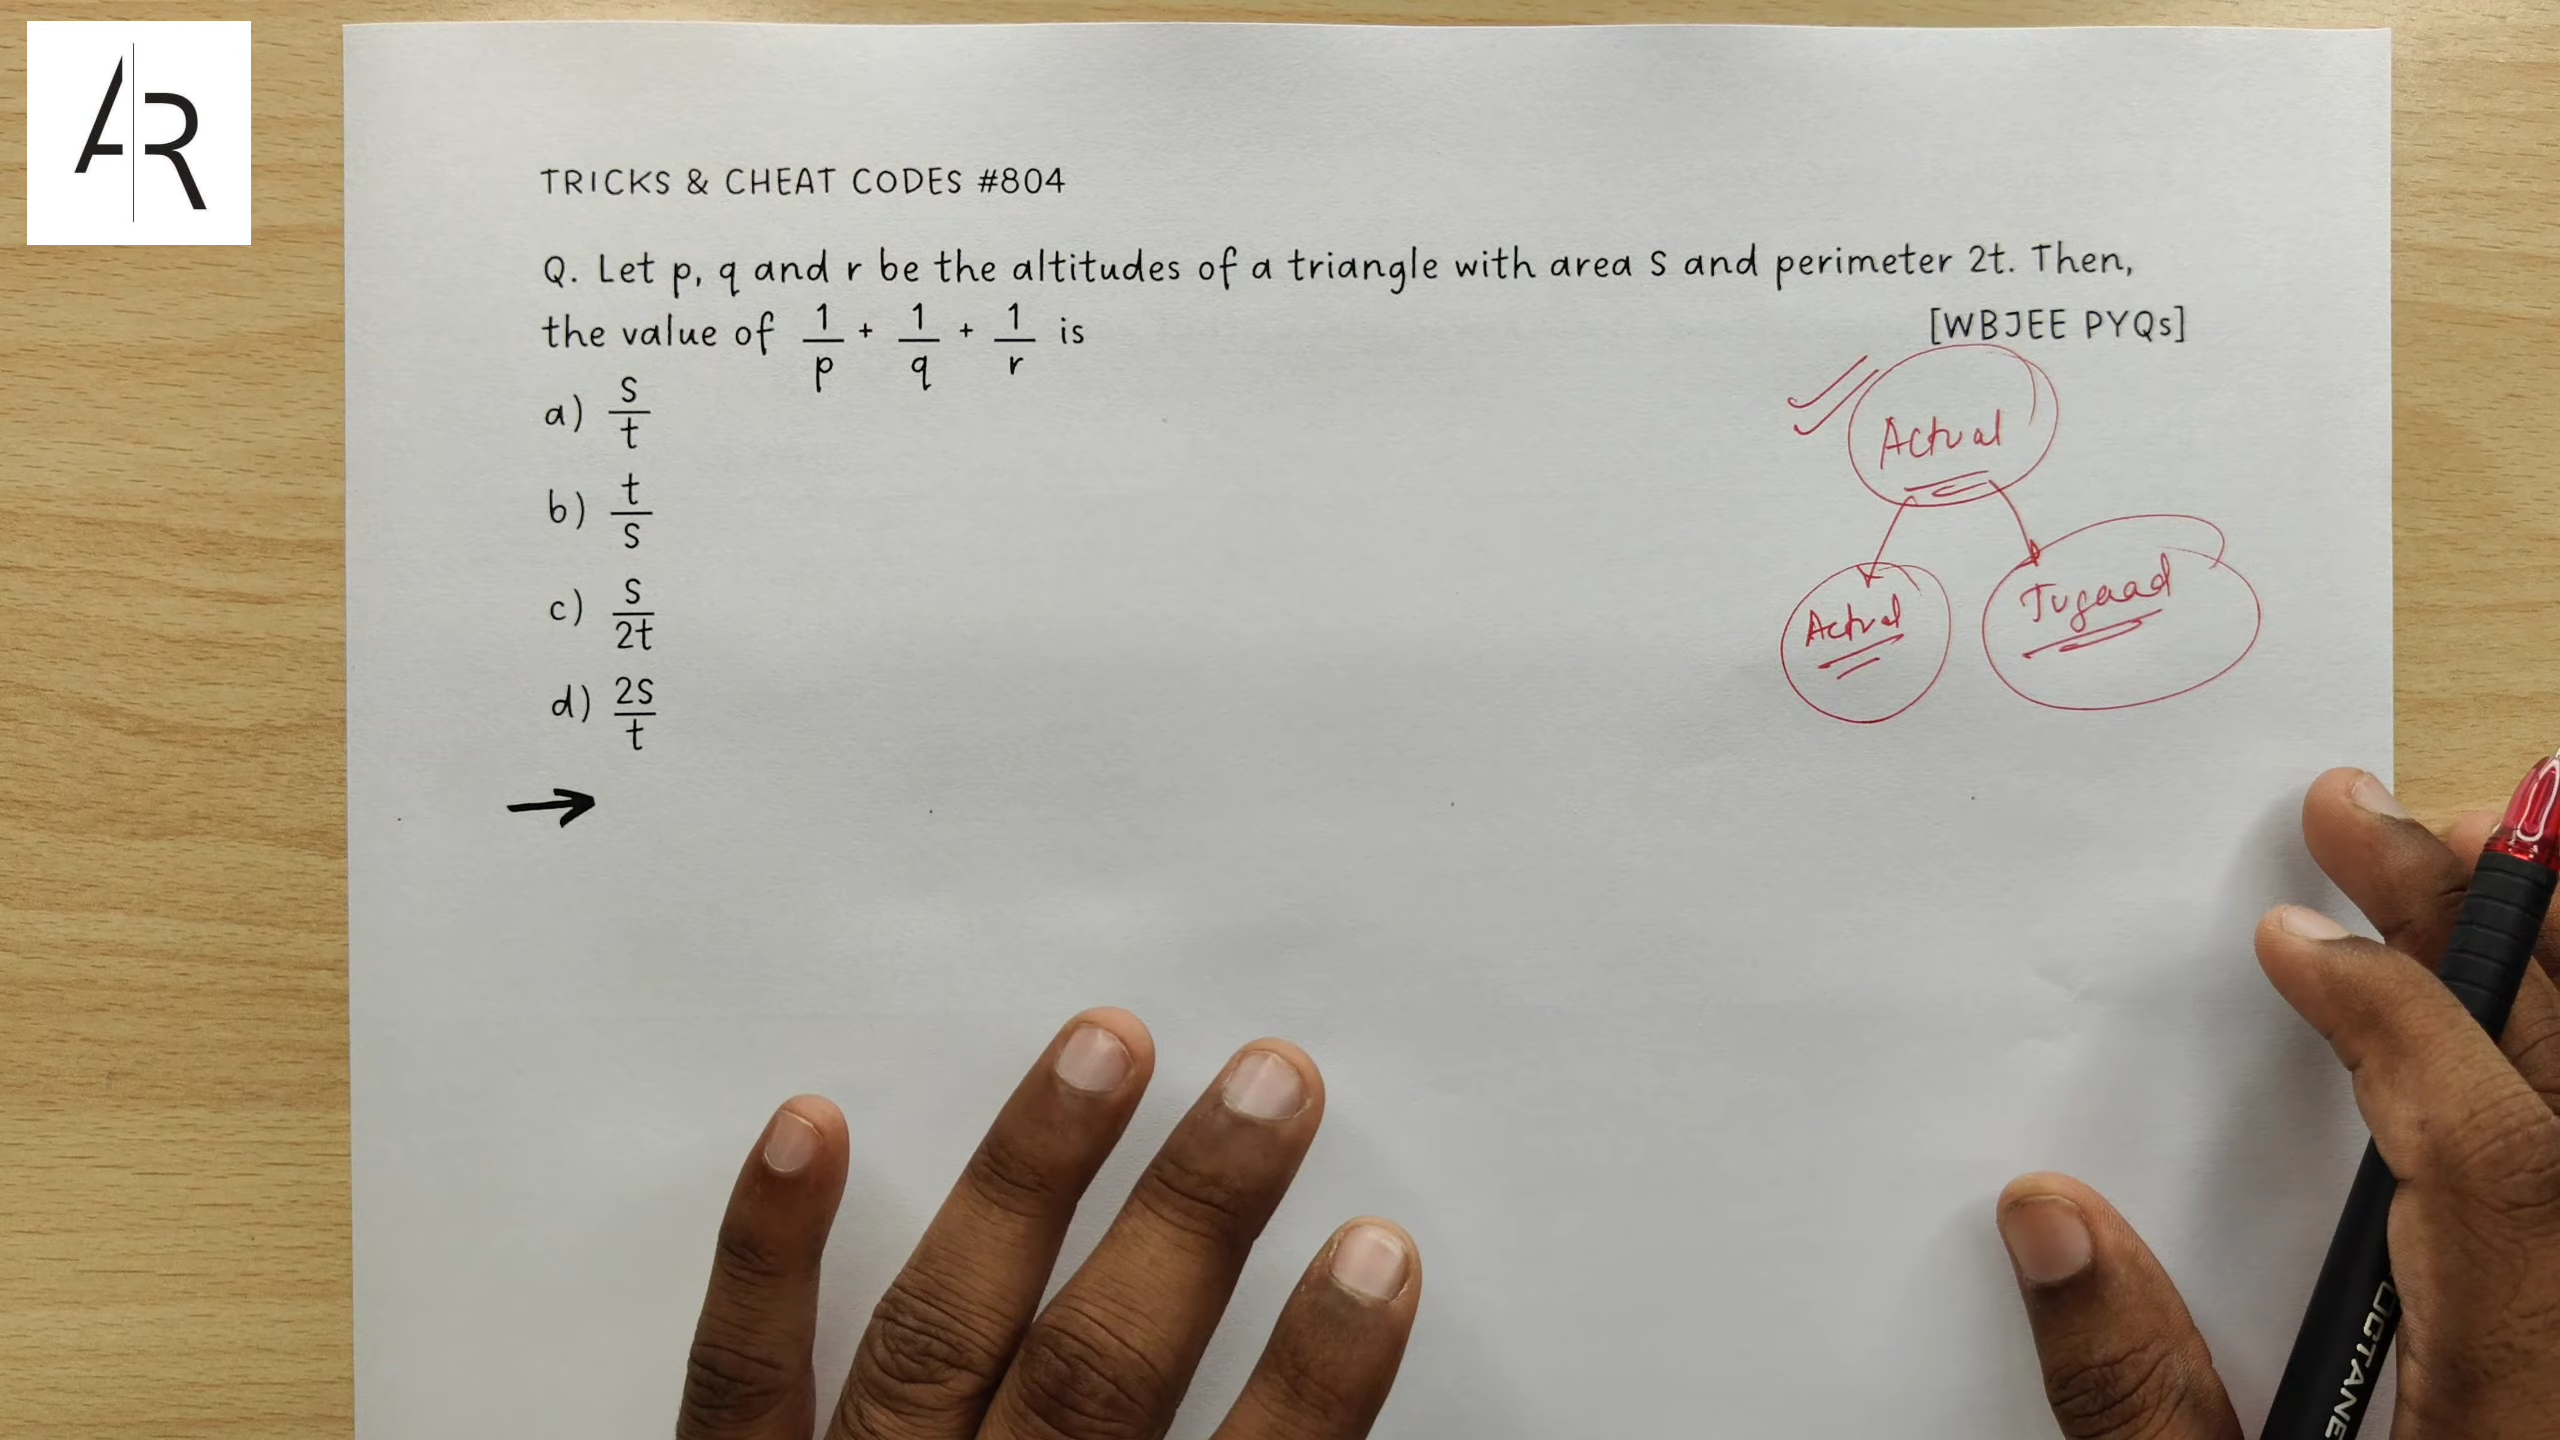 AR
TRICKS & CHEAT CODES #804
Q. Let p, q and r be the altitudes of a triangle with area S and perimeter 2t. Then,
the value of 1/p + 1/q + 1/r is
[WBJEE PYQs]
a) S/t
b) t/S
c) S/2t
d) 2S/t
Actual
Actual
Jugaad
OCTANE